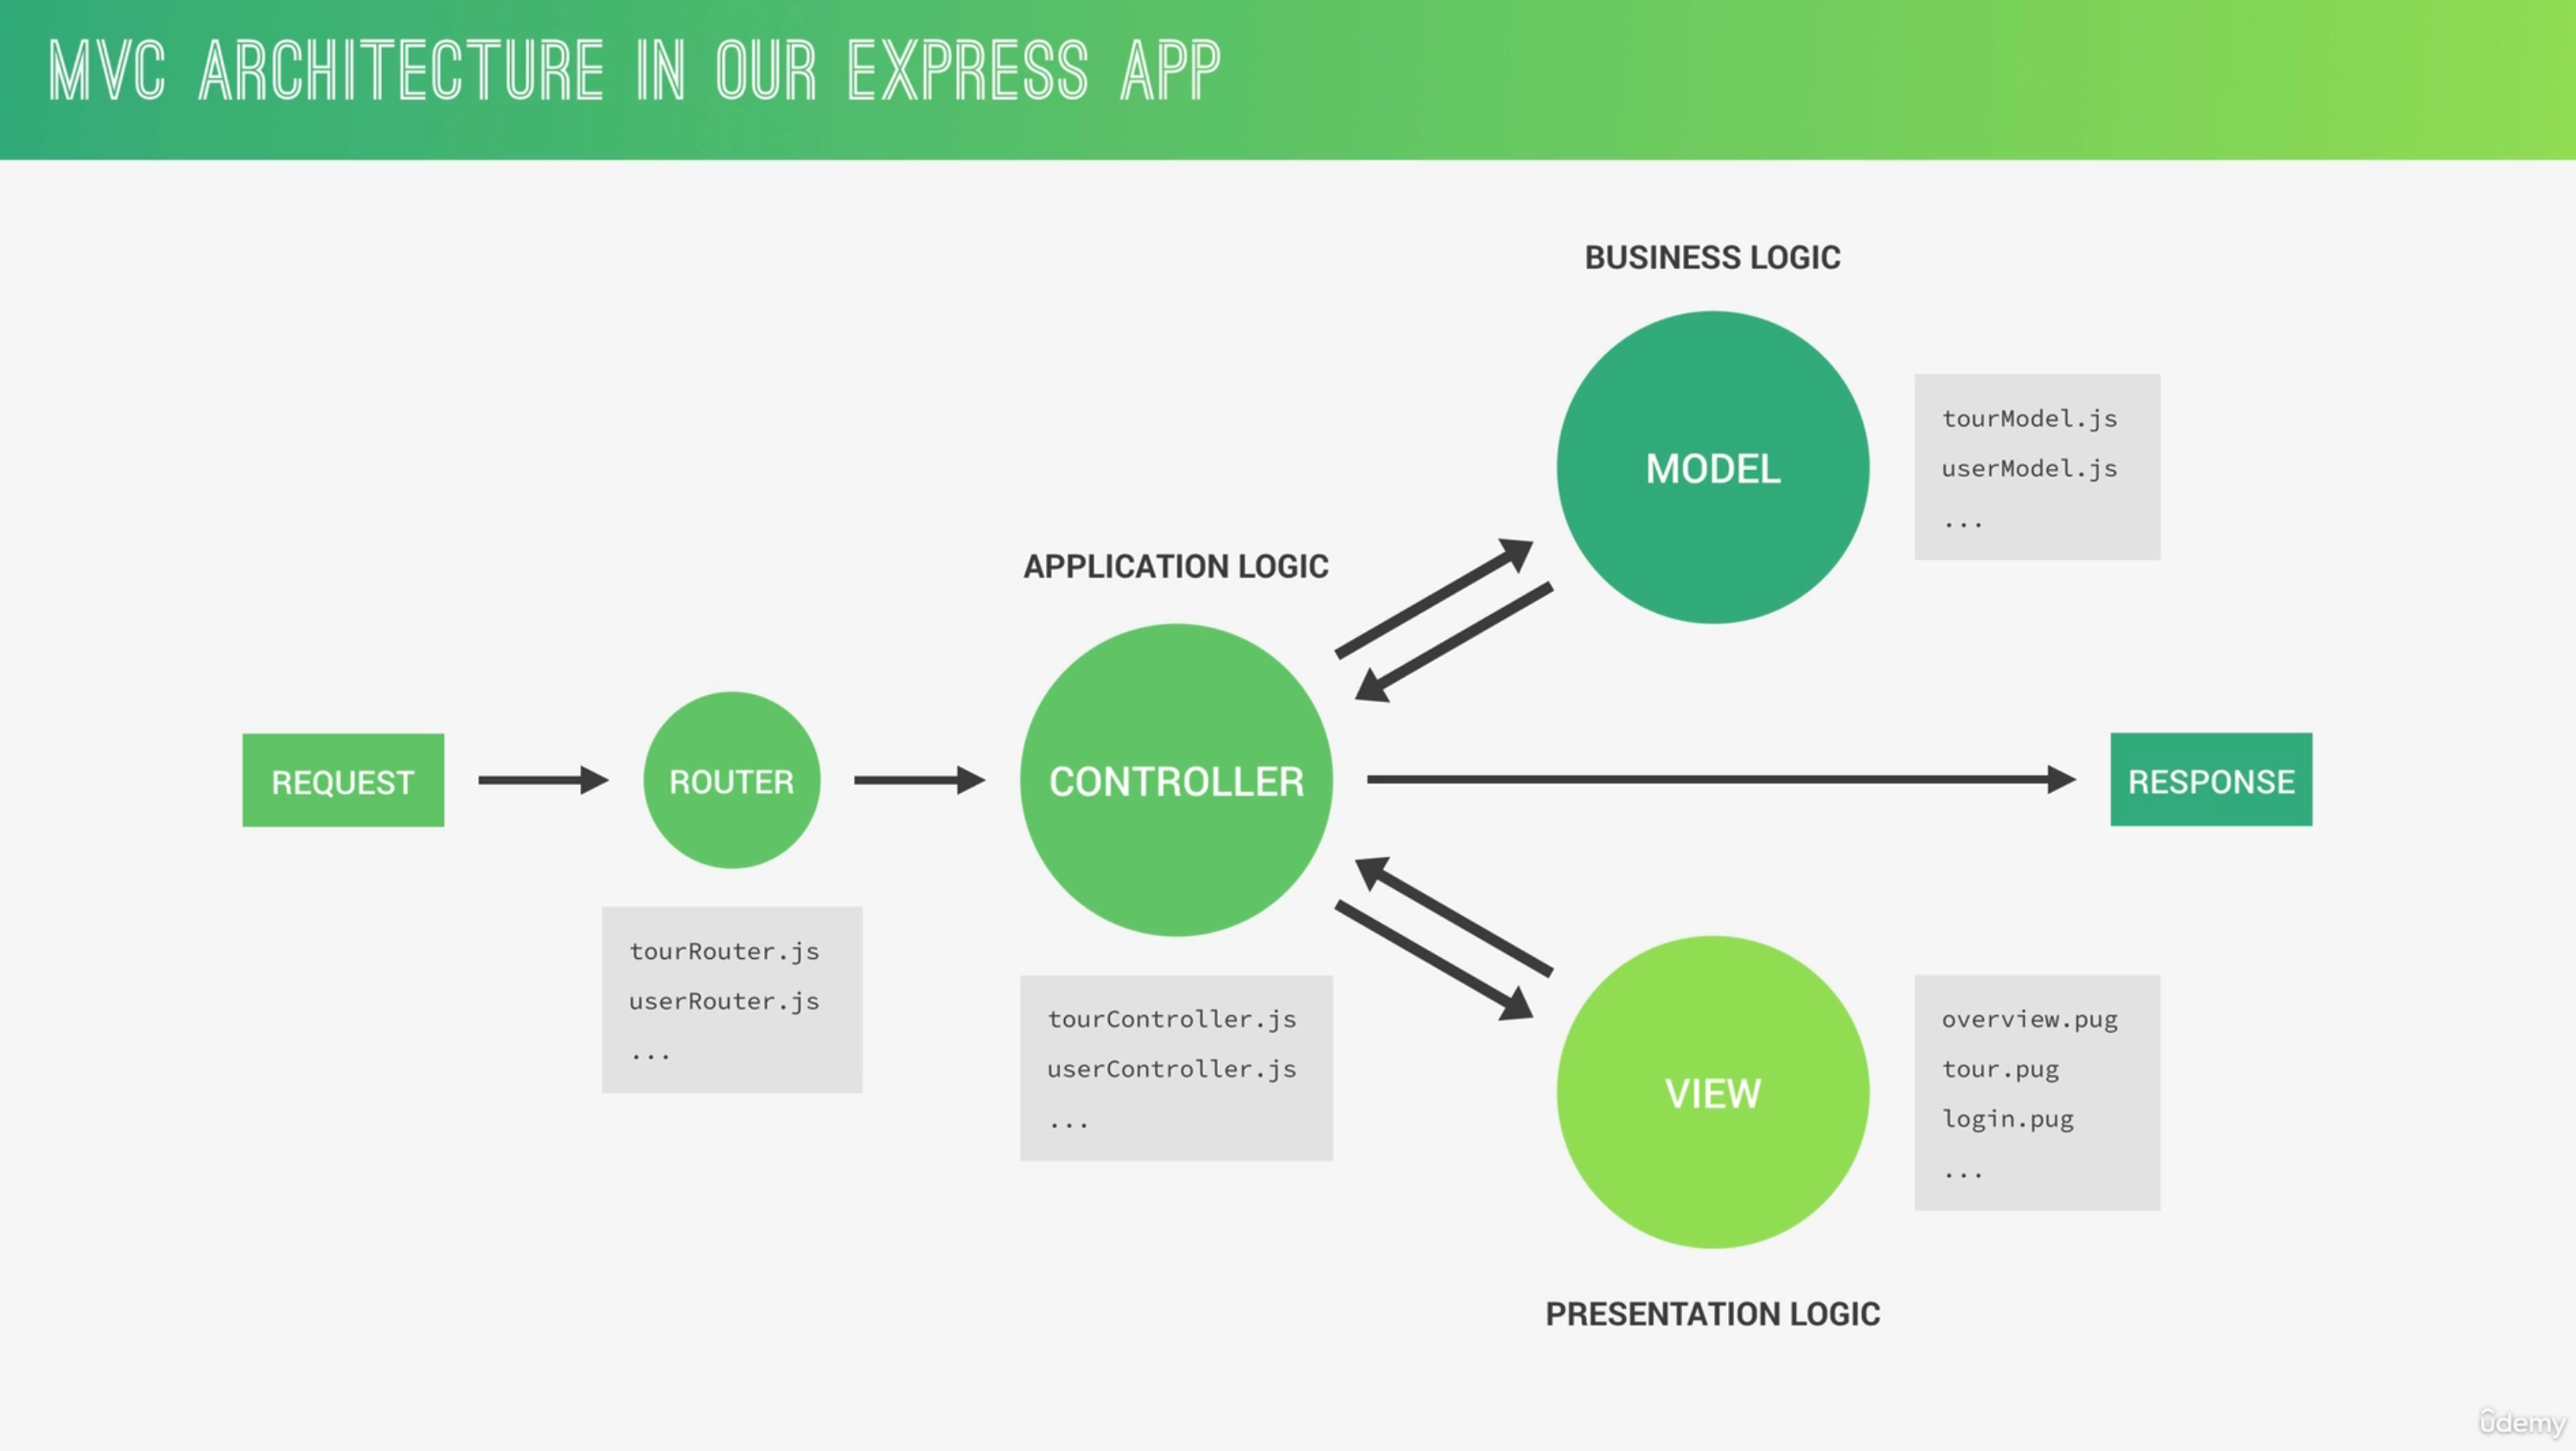 MVC ARCHITECTURE IN OUR EXPRESS APP
BUSINESS LOGIC
MODEL
tourModel.js
userModel.js
...
APPLICATION LOGIC
REQUEST
ROUTER
CONTROLLER
RESPONSE
tourRouter.js
userRouter.js
...
tourController.js
userController.js
...
VIEW
overview.pug
tour.pug
login.pug
...
PRESENTATION LOGIC
ûdemy